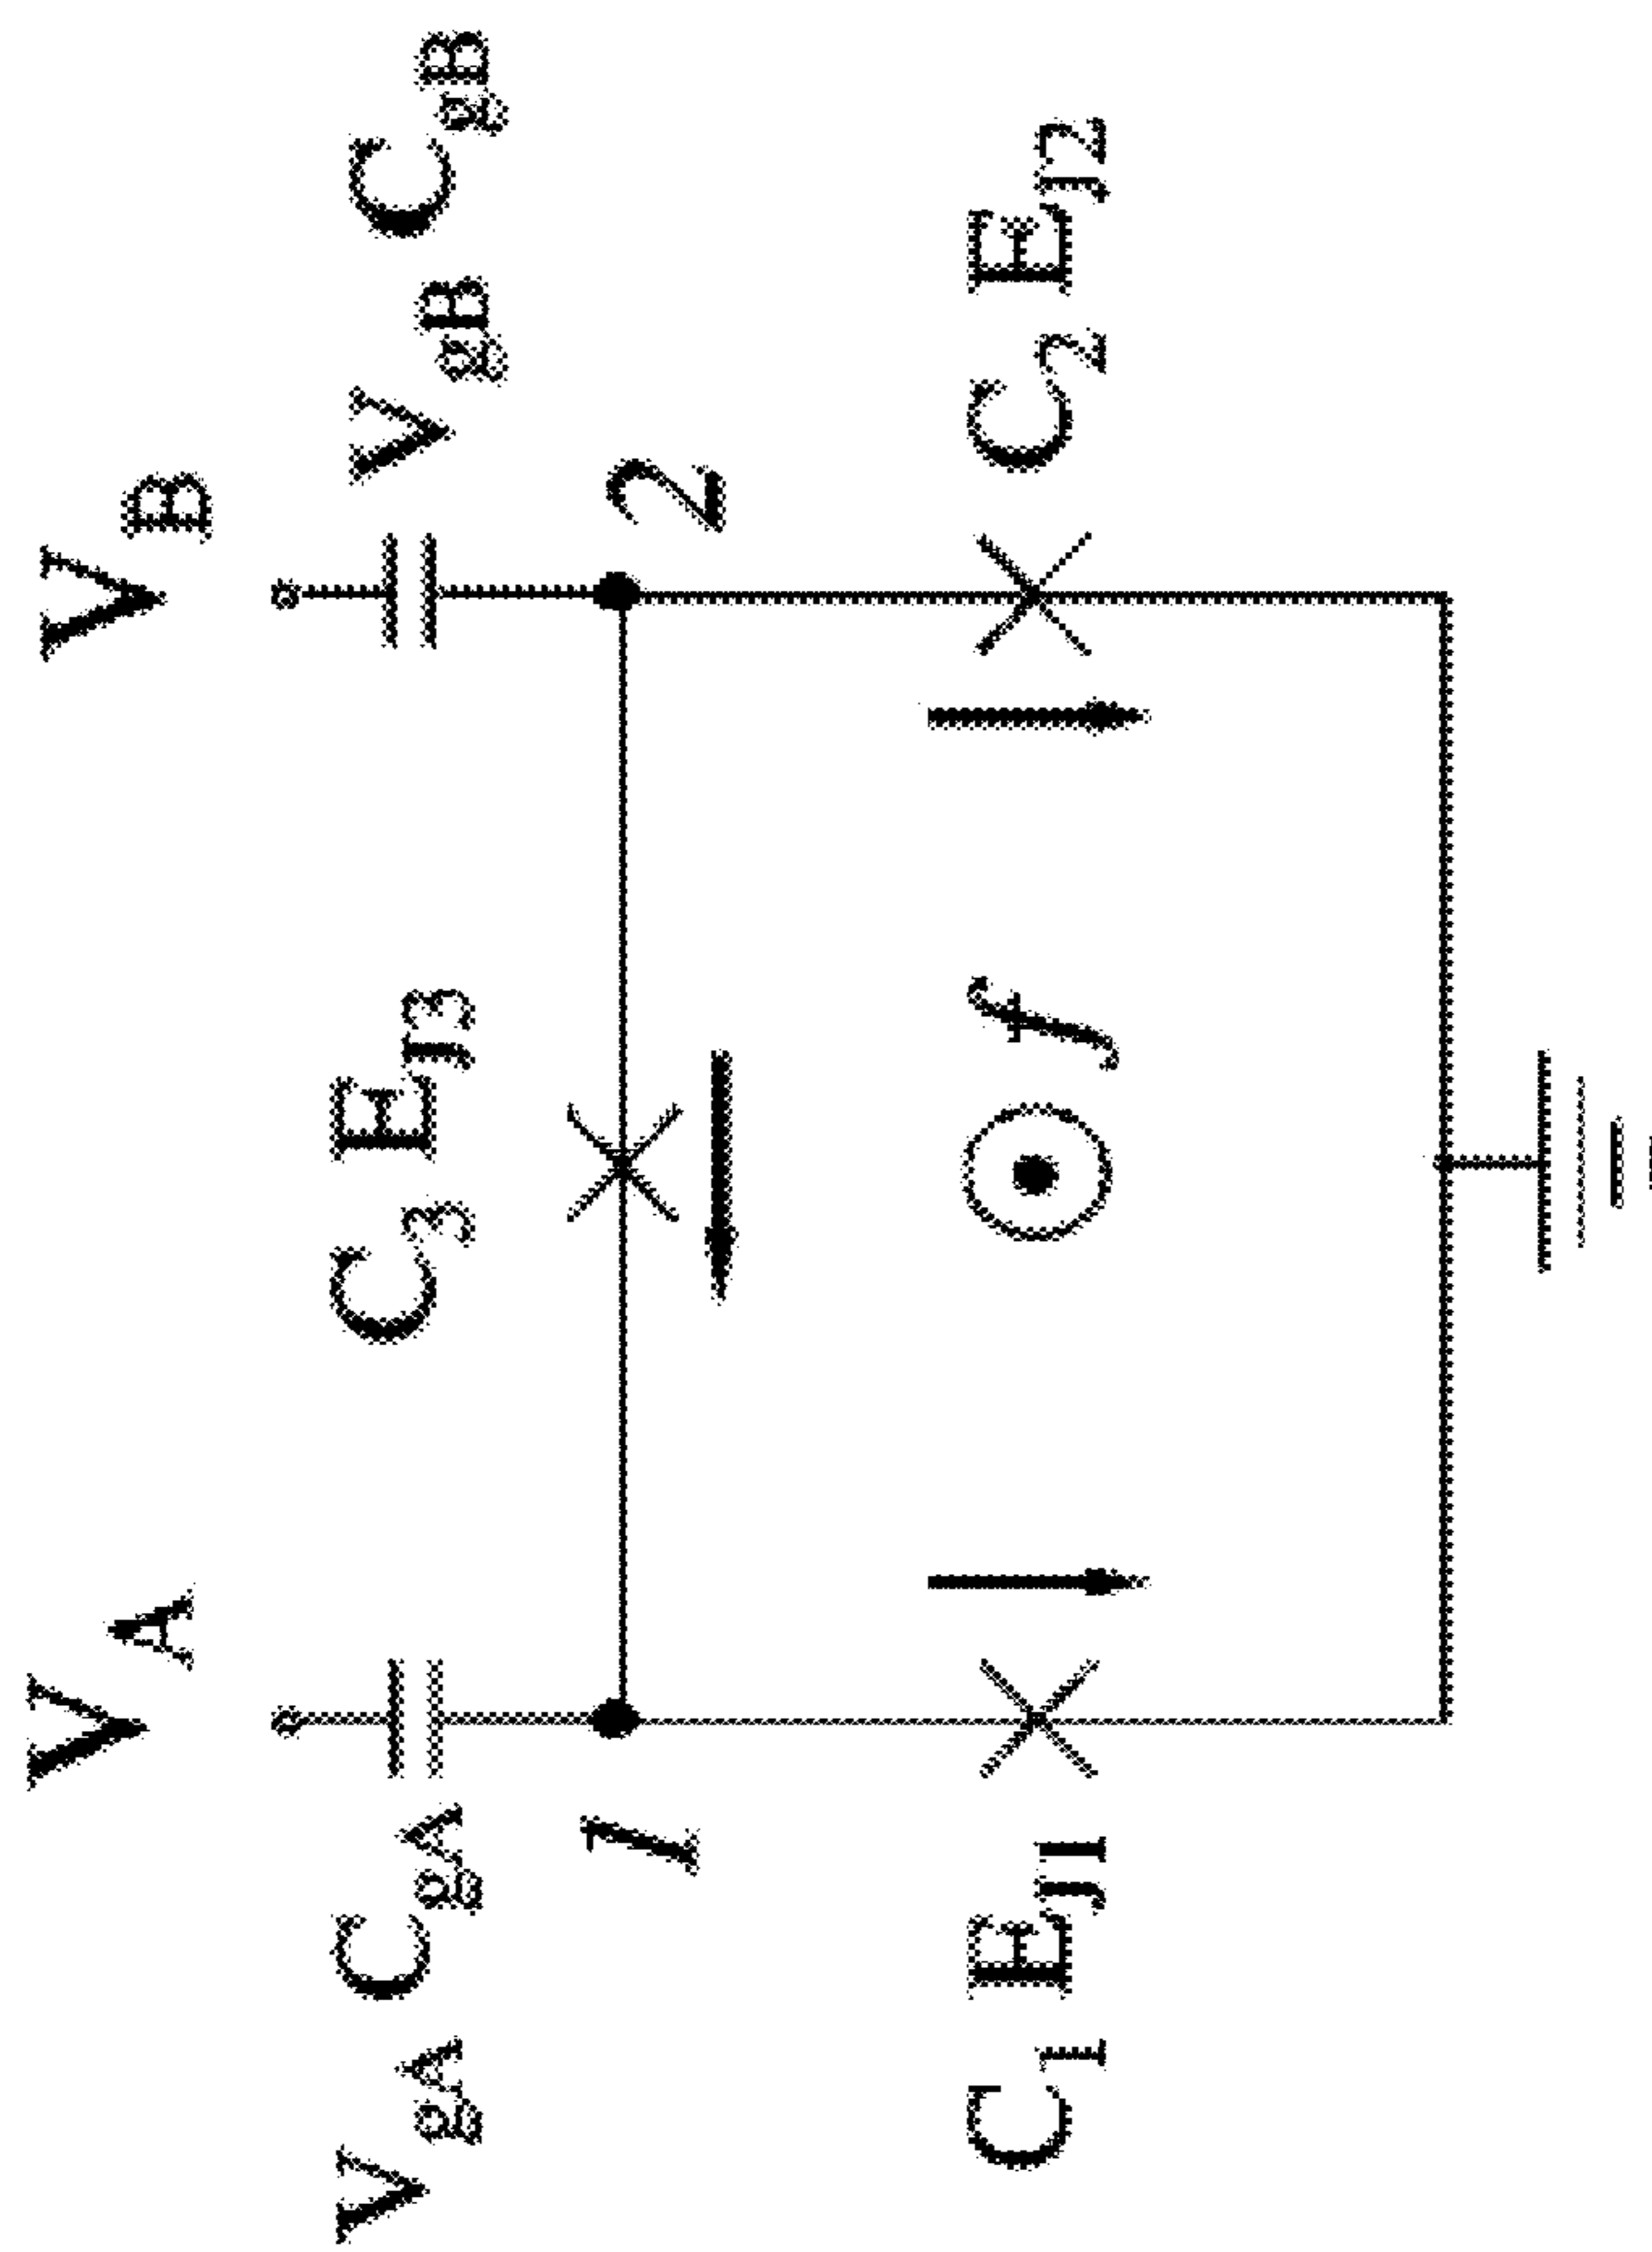 V_A V_B
V_gA C_gA C_3 E_J3 V_gB C_gB
1 2
C_1 E_J1 f C_2 E_J2